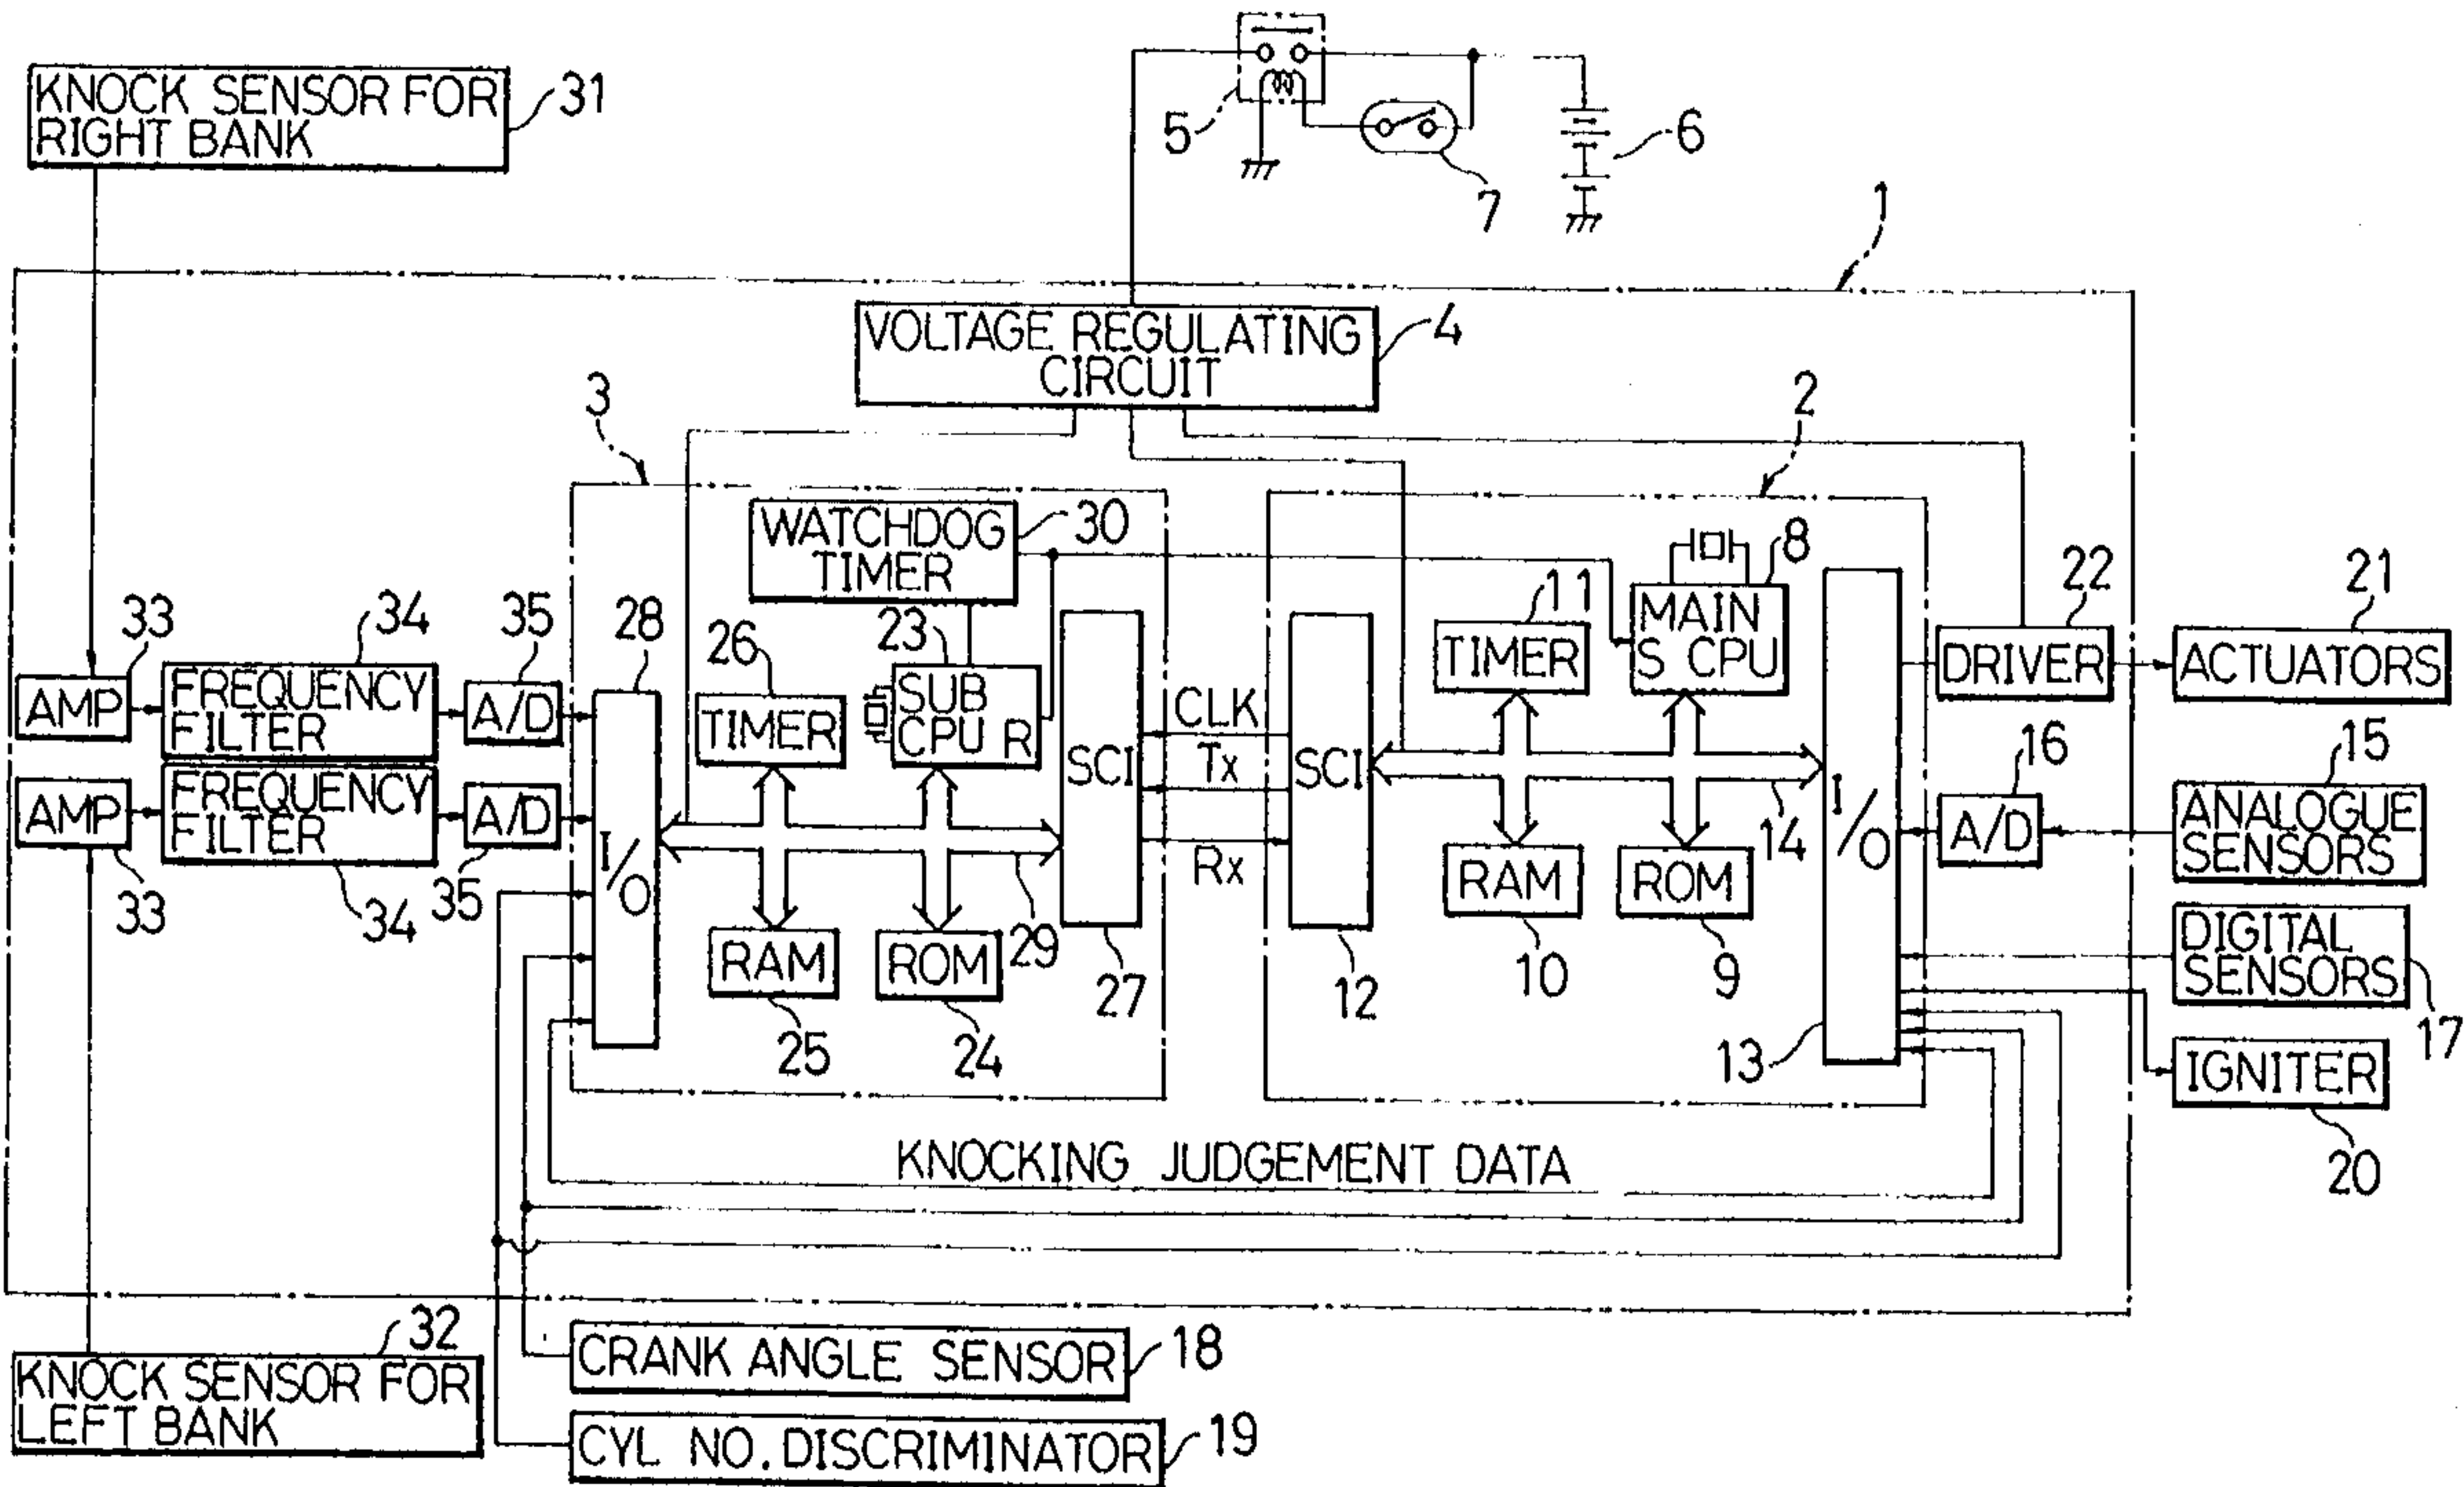 KNOCK SENSOR FOR
RIGHT BANK
31
5
7
6
1
VOLTAGE REGULATING
CIRCUIT
4
3
2
WATCHDOG
TIMER
30
33
34
35
28
26
23
11
8
22
21
AMP
FREQUENCY
FILTER
A/D
TIMER
SUB
CPU R
SCI
CLK
Tx
Rx
SCI
TIMER
MAIN
S CPU
DRIVER
ACTUATORS
16
15
AMP
FREQUENCY
FILTER
A/D
I/O
14
I/O
A/D
ANALOGUE
SENSORS
33
34
35
RAM
ROM
29
RAM
ROM
25
24
27
12
10
9
13
DIGITAL
SENSORS
17
IGNITER
20
KNOCKING JUDGEMENT DATA
32
KNOCK SENSOR FOR
LEFT BANK
CRANK ANGLE SENSOR
18
CYL NO. DISCRIMINATOR
19